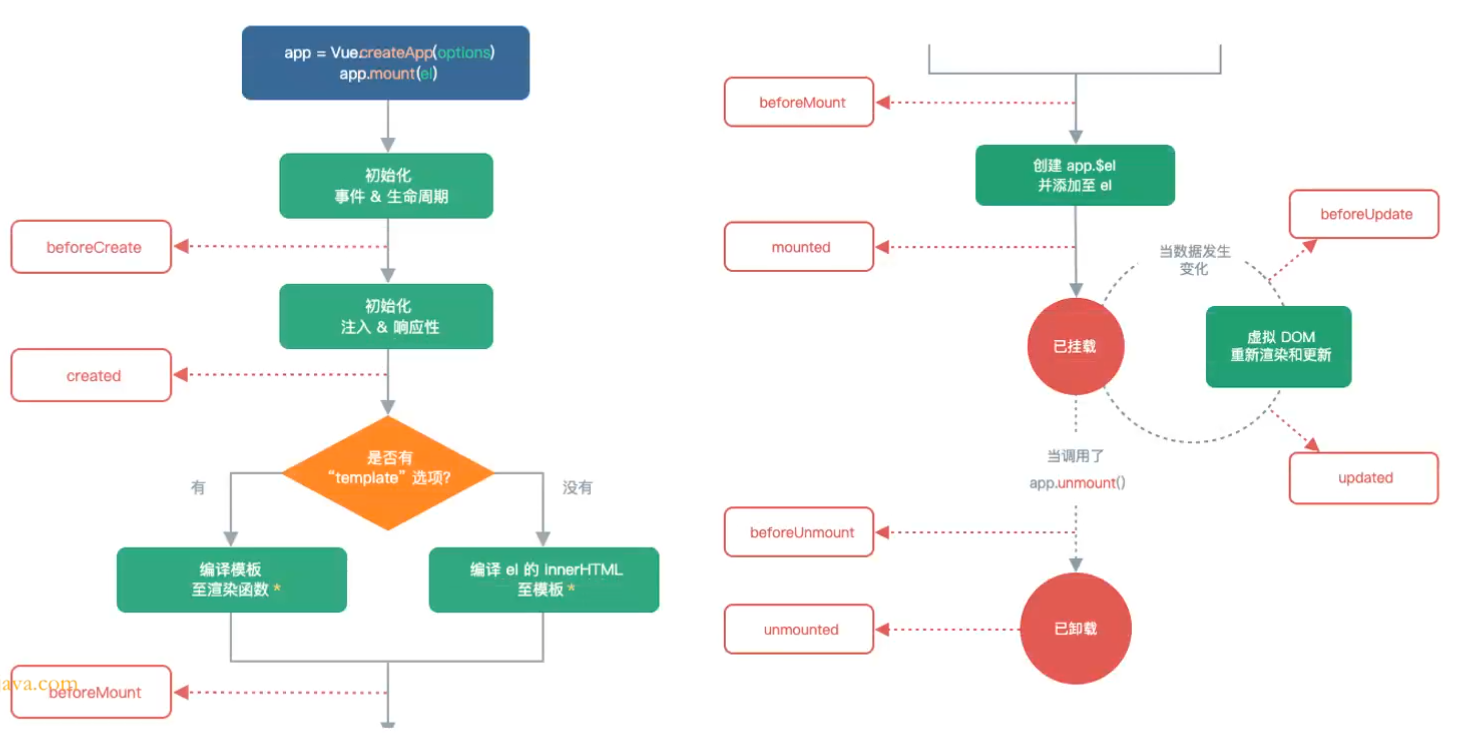 app = Vue.createApp(options)
app.mount(el)
初始化
事件 & 生命周期
beforeCreate
初始化
注入 & 响应性
created
是否有
“template” 选项?
有
没有
编译模板
至渲染函数 *
编译 el 的 InnerHTML
至模板 *
java.com
beforeMount
beforeMount
创建 app.$el
并添加至 el
mounted
beforeUpdate
当数据发生
变化
已挂载
虚拟 DOM
重新渲染和更新
updated
当调用了
app.unmount()
beforeUnmount
unmounted
已卸载